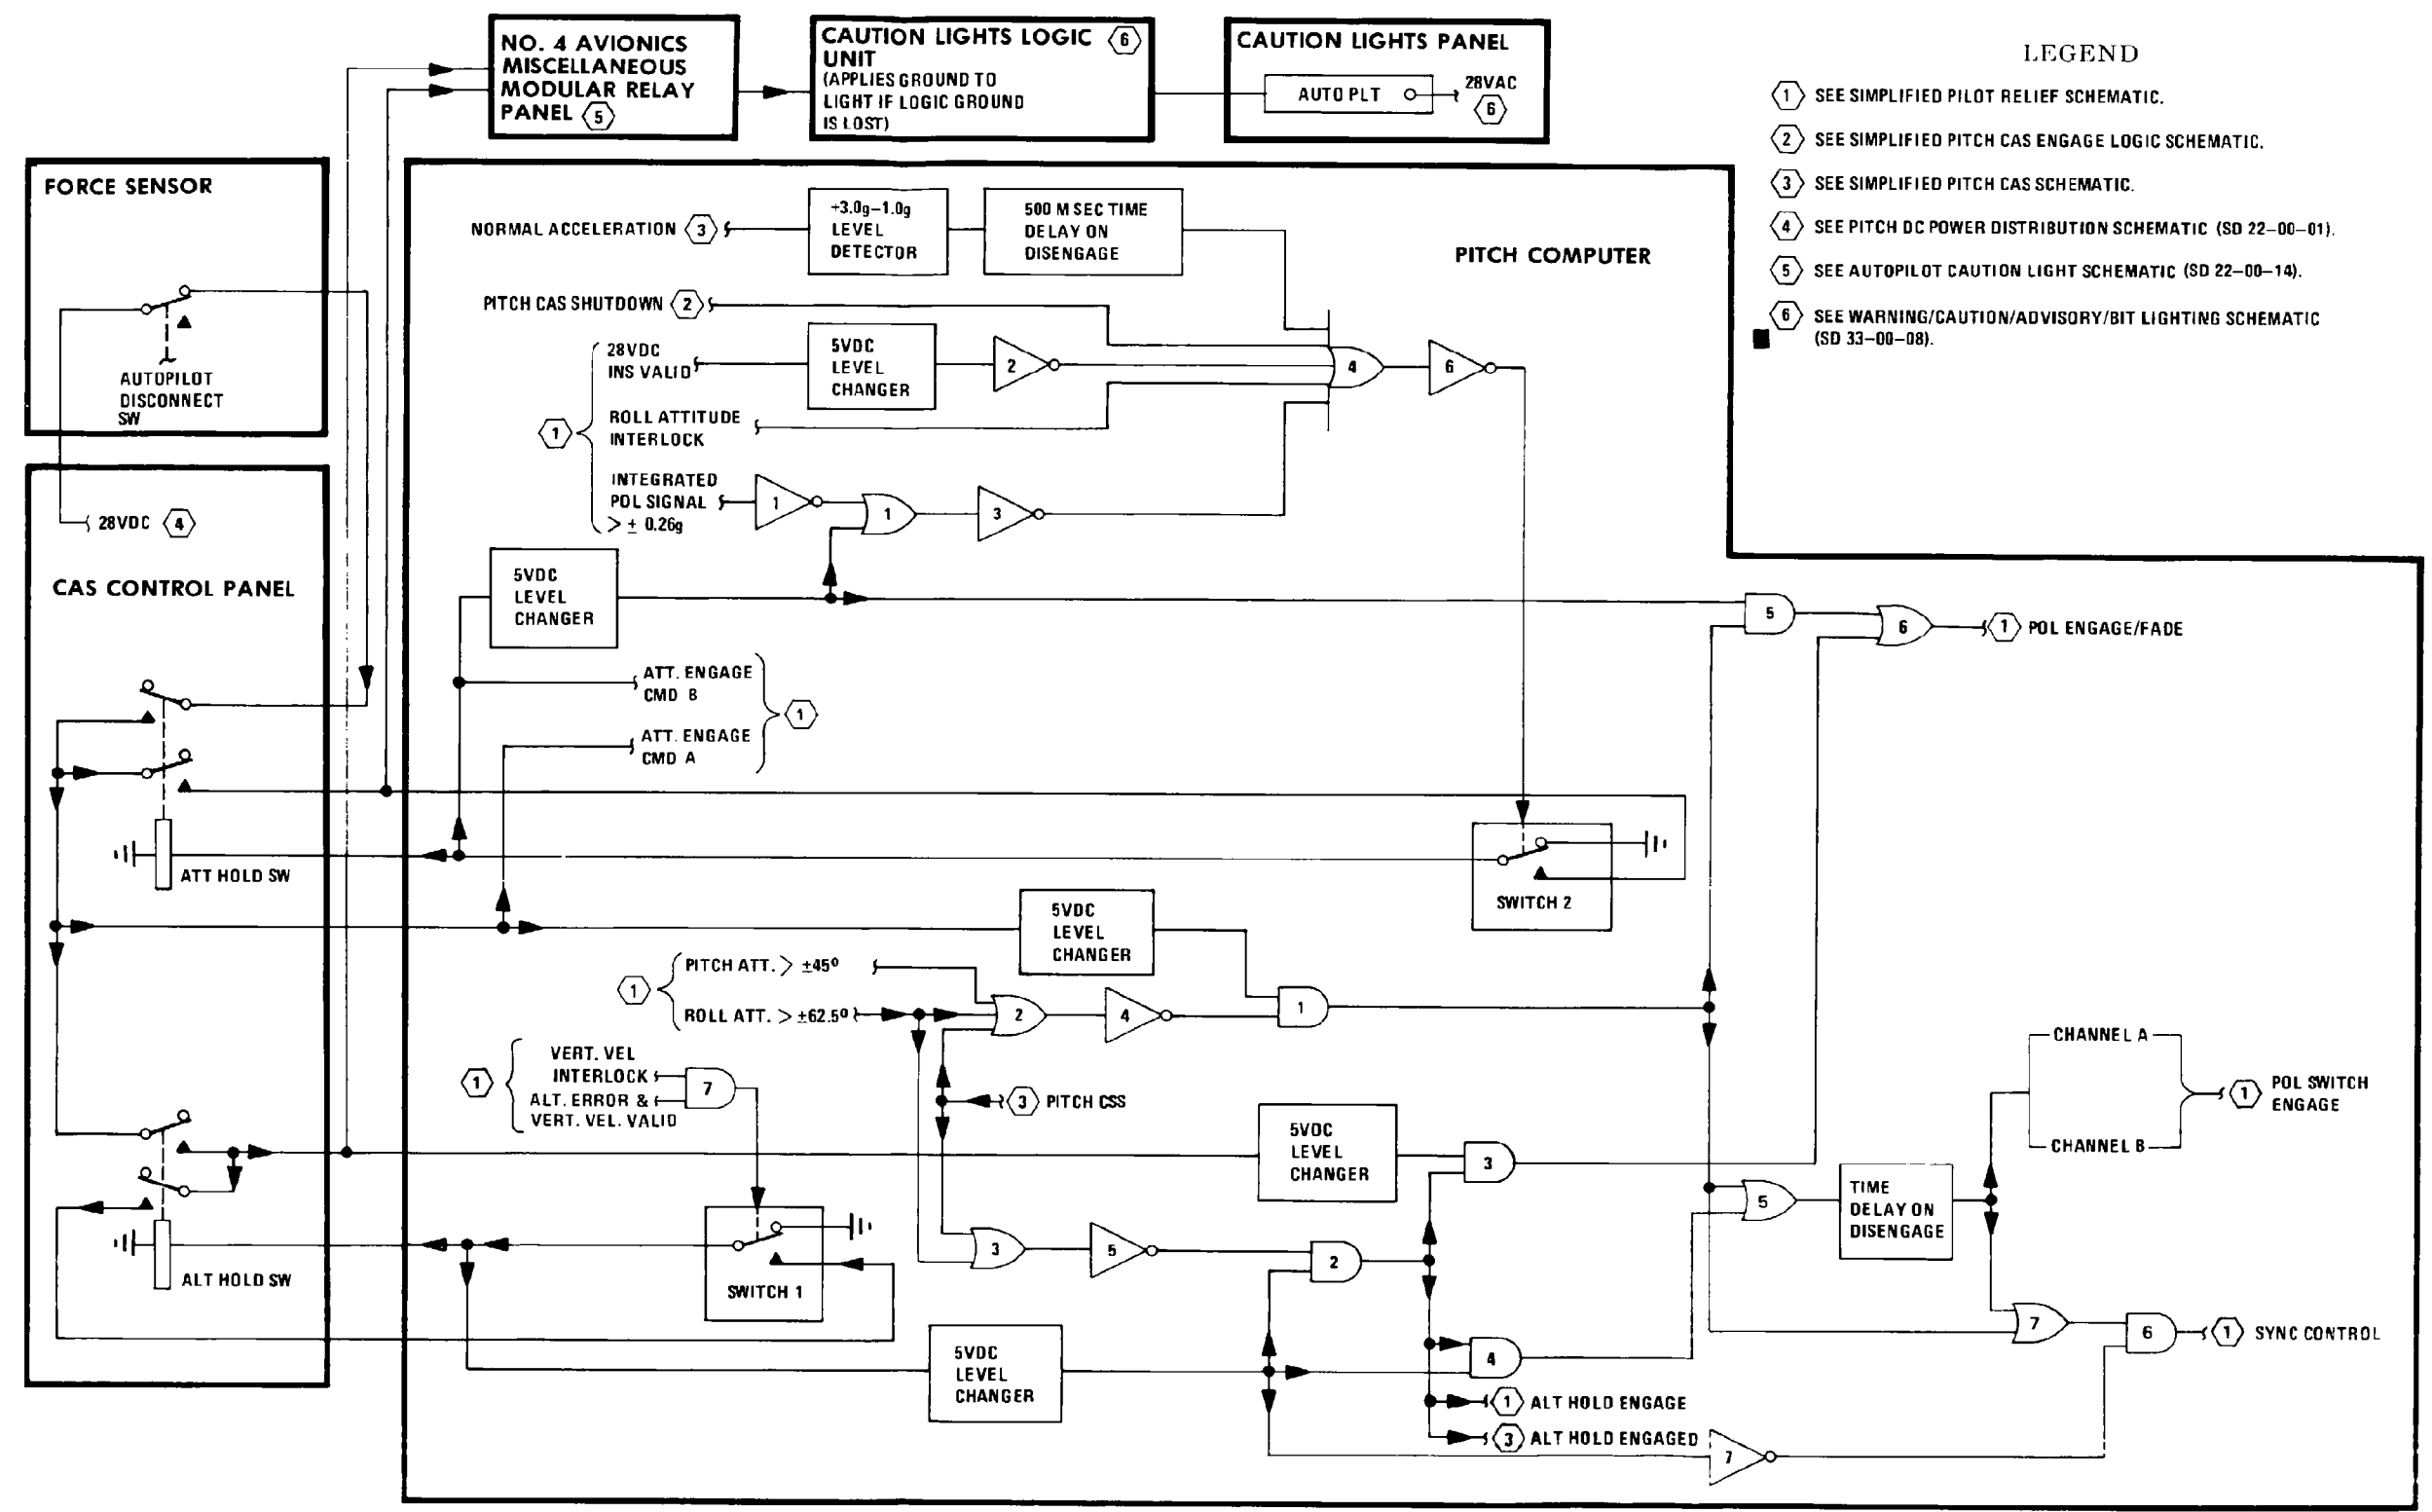 NO. 4 AVIONICS
MISCELLANEOUS
MODULAR RELAY
PANEL 5
CAUTION LIGHTS LOGIC 6
UNIT
(APPLIES GROUND TO
LIGHT IF LOGIC GROUND
IS LOST)
CAUTION LIGHTS PANEL
AUTO PLT
28VAC
6
LEGEND
1 SEE SIMPLIFIED PILOT RELIEF SCHEMATIC.
2 SEE SIMPLIFIED PITCH CAS ENGAGE LOGIC SCHEMATIC.
3 SEE SIMPLIFIED PITCH CAS SCHEMATIC.
4 SEE PITCH DC POWER DISTRIBUTION SCHEMATIC (SD 22-00-01).
5 SEE AUTOPILOT CAUTION LIGHT SCHEMATIC (SD 22-00-14).
6 SEE WARNING/CAUTION/ADVISORY/BIT LIGHTING SCHEMATIC
(SD 33-00-08).
FORCE SENSOR
AUTOPILOT
DISCONNECT
SW
28VDC 4
CAS CONTROL PANEL
ATT HOLD SW
ALT HOLD SW
PITCH COMPUTER
NORMAL ACCELERATION 3
+3.0g-1.0g
LEVEL
DETECTOR
500 M SEC TIME
DELAY ON
DISENGAGE
PITCH CAS SHUTDOWN 2
28VDC
INS VALID
5VDC
LEVEL
CHANGER
2
4
6
1
ROLL ATTITUDE
INTERLOCK
INTEGRATED
POL SIGNAL
> ± 0.26g
1
1
3
5VDC
LEVEL
CHANGER
5
6
1 POL ENGAGE/FADE
ATT. ENGAGE
CMD B
1
ATT. ENGAGE
CMD A
SWITCH 2
5VDC
LEVEL
CHANGER
1
PITCH ATT. > ±45º
ROLL ATT. > ±62.5º
2
4
1
1
VERT. VEL
INTERLOCK
ALT. ERROR &
VERT. VEL. VALID
7
3 PITCH CSS
5VDC
LEVEL
CHANGER
3
SWITCH 1
3
5
2
5VDC
LEVEL
CHANGER
4
1 ALT HOLD ENGAGE
3 ALT HOLD ENGAGED
7
5
TIME
DELAY ON
DISENGAGE
CHANNEL A
CHANNEL B
1 POL SWITCH
ENGAGE
7
6
1 SYNC CONTROL